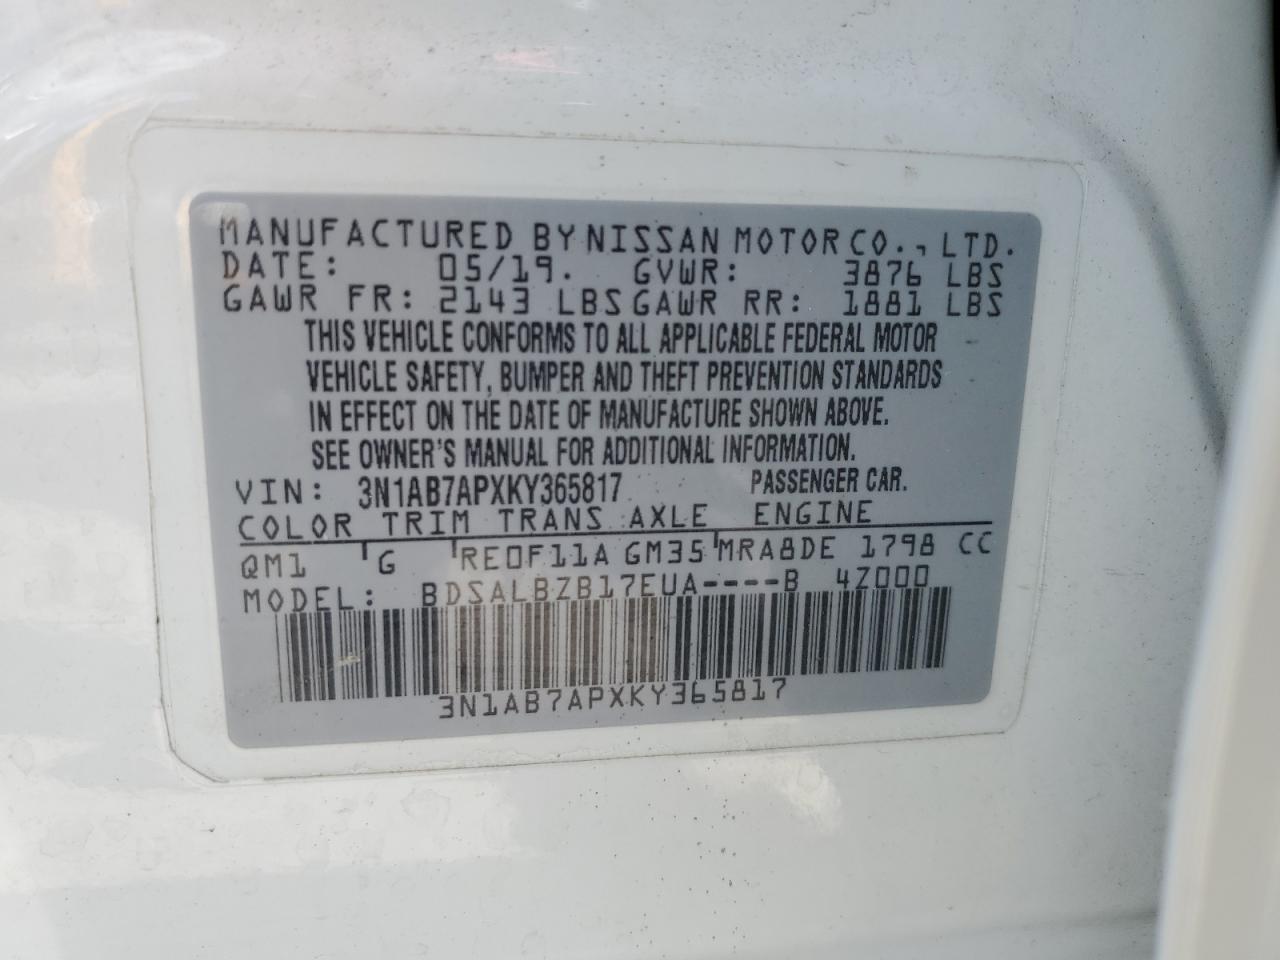 MANUFACTURED BY NISSAN MOTOR CO., LTD.
DATE: 05/19. GVWR: 3876 LBS
GAWR FR: 2143 LBS GAWR RR: 1881 LBS
THIS VEHICLE CONFORMS TO ALL APPLICABLE FEDERAL MOTOR
VEHICLE SAFETY, BUMPER AND THEFT PREVENTION STANDARDS
IN EFFECT ON THE DATE OF MANUFACTURE SHOWN ABOVE.
SEE OWNER'S MANUAL FOR ADDITIONAL INFORMATION.
VIN: 3N1AB7APXKY365817 PASSENGER CAR.
COLOR TRIM TRANS AXLE ENGINE
QM1 G RE0F11A GM35 MRA8DE 1798 CC
MODEL: BDSALBZB17EUA----B 4Z000
3N1AB7APXKY365817